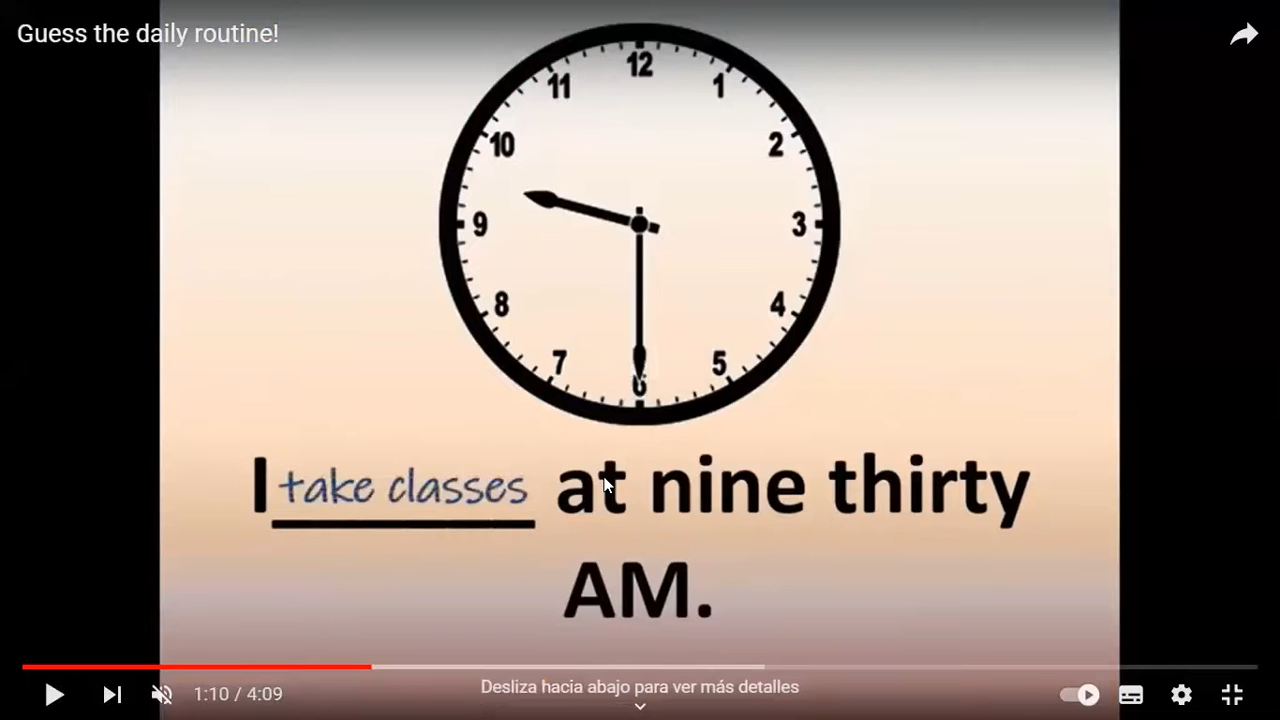 Guess the daily routine!
12
11
1
10
2
9
3
8
4
7
5
6
I take classes at nine thirty
AM.
1:10 / 4:09
Desliza hacia abajo para ver más detalles